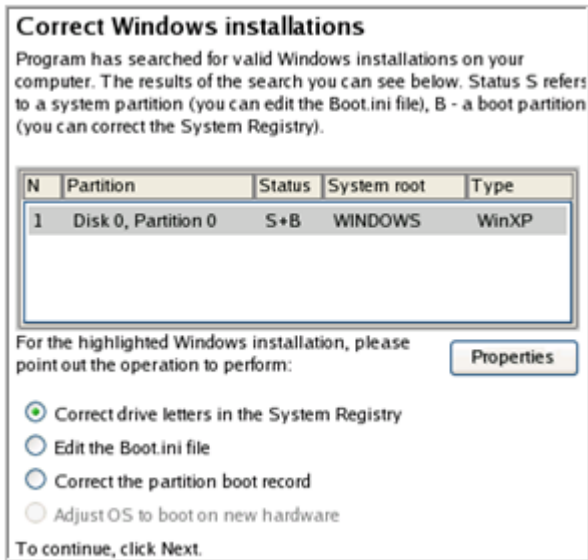 Correct Windows installations
Program has searched for valid Windows installations on your
computer. The results of the search you can see below. Status S refers
to a system partition (you can edit the Boot.ini file), B - a boot partition
(you can correct the System Registry).
N Partition Status System root Type
1 Disk 0, Partition 0 S+B WINDOWS WinXP
For the highlighted Windows installation, please
point out the operation to perform:
Properties
Correct drive letters in the System Registry
Edit the Boot.ini file
Correct the partition boot record
Adjust OS to boot on new hardware
To continue, click Next.